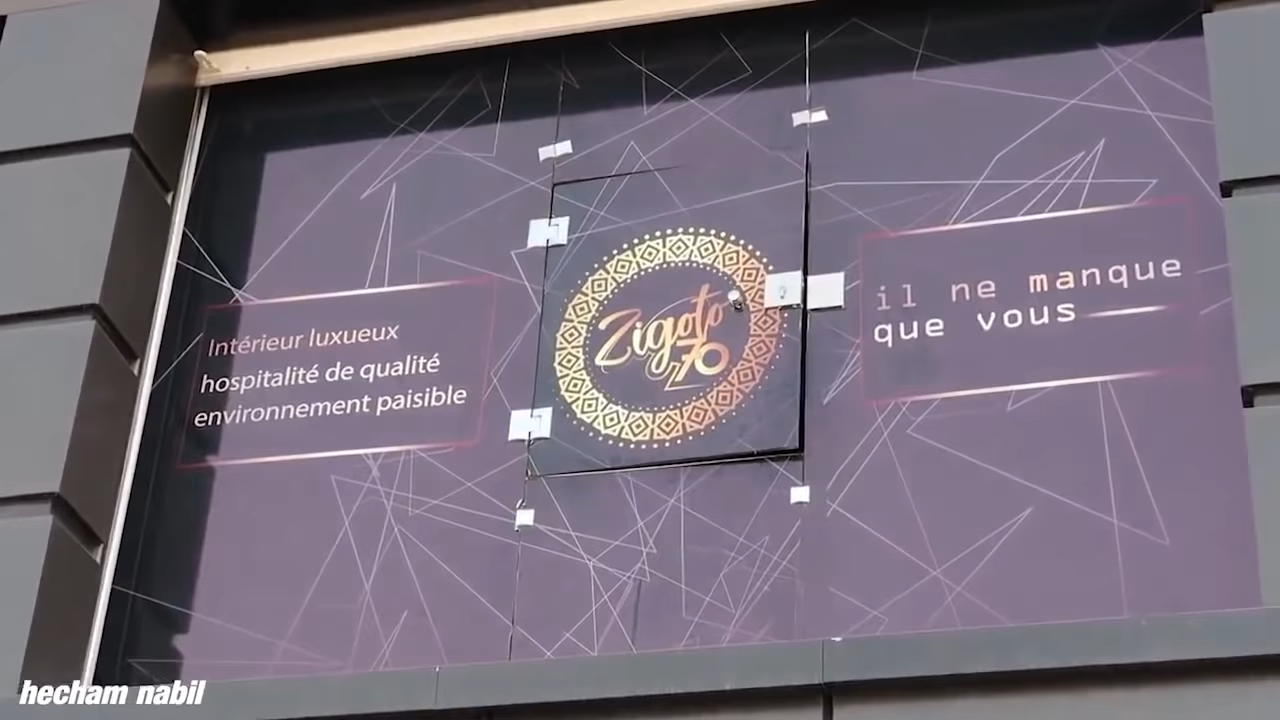 Intérieur luxueux
hospitalité de qualité
environnement paisible
Zigoto
70
il ne manque
que vous
hecham nabil